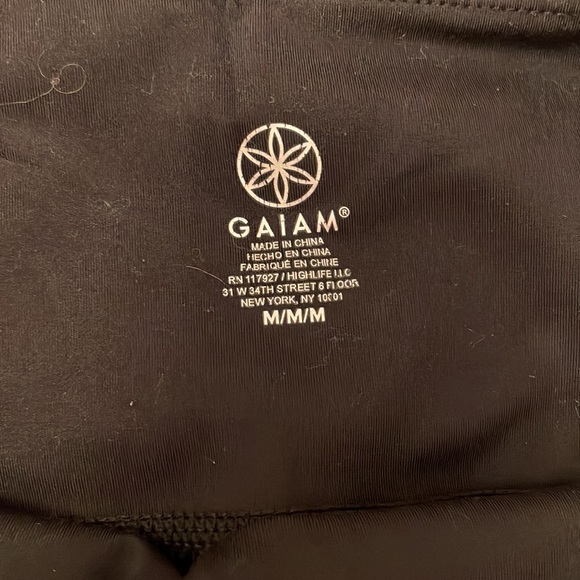 GAIAM®
MADE IN CHINA
HECHO EN CHINA
FABRIQUÉ EN CHINE
RN 117927 / HIGHLIFE LLC
31 W 34TH STREET 6 FLOOR
NEW YORK, NY 10001
M/M/M